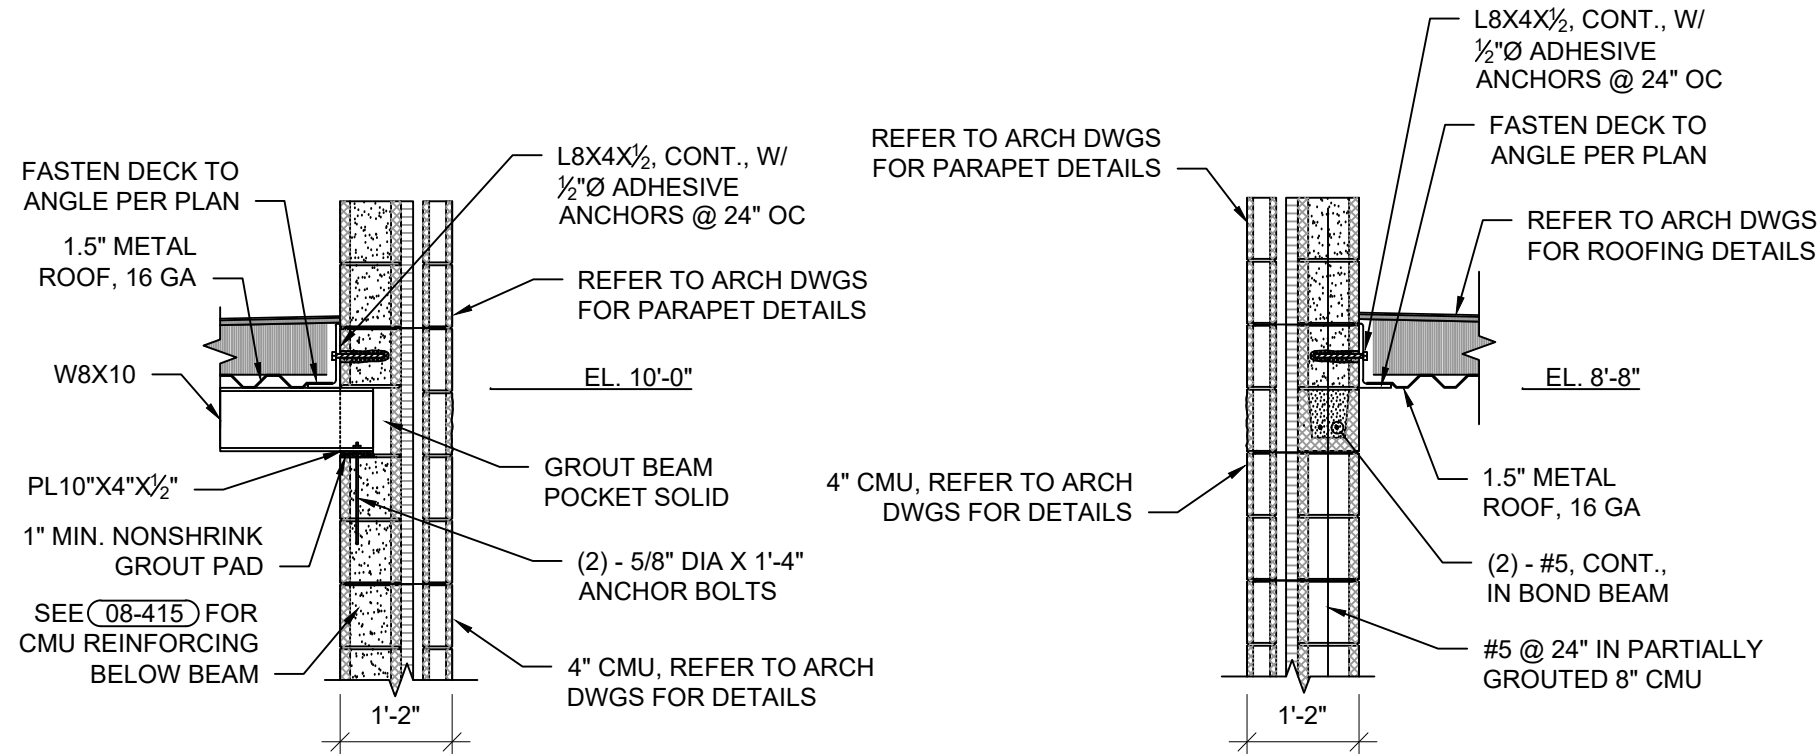 FASTEN DECK TO
ANGLE PER PLAN
1.5" METAL
ROOF, 16 GA
W8X10
PL10"X4"X½"
1" MIN. NONSHRINK
GROUT PAD
SEE 08-415 FOR
CMU REINFORCING
BELOW BEAM
L8X4X½, CONT., W/
½"Ø ADHESIVE
ANCHORS @ 24" OC
REFER TO ARCH DWGS
FOR PARAPET DETAILS
EL. 10'-0"
GROUT BEAM
POCKET SOLID
(2) - 5/8" DIA X 1'-4"
ANCHOR BOLTS
4" CMU, REFER TO ARCH
DWGS FOR DETAILS
1'-2"
REFER TO ARCH DWGS
FOR PARAPET DETAILS
4" CMU, REFER TO ARCH
DWGS FOR DETAILS
L8X4X½, CONT., W/
½"Ø ADHESIVE
ANCHORS @ 24" OC
FASTEN DECK TO
ANGLE PER PLAN
REFER TO ARCH DWGS
FOR ROOFING DETAILS
EL. 8'-8"
1.5" METAL
ROOF, 16 GA
(2) - #5, CONT.,
IN BOND BEAM
#5 @ 24" IN PARTIALLY
GROUTED 8" CMU
1'-2"